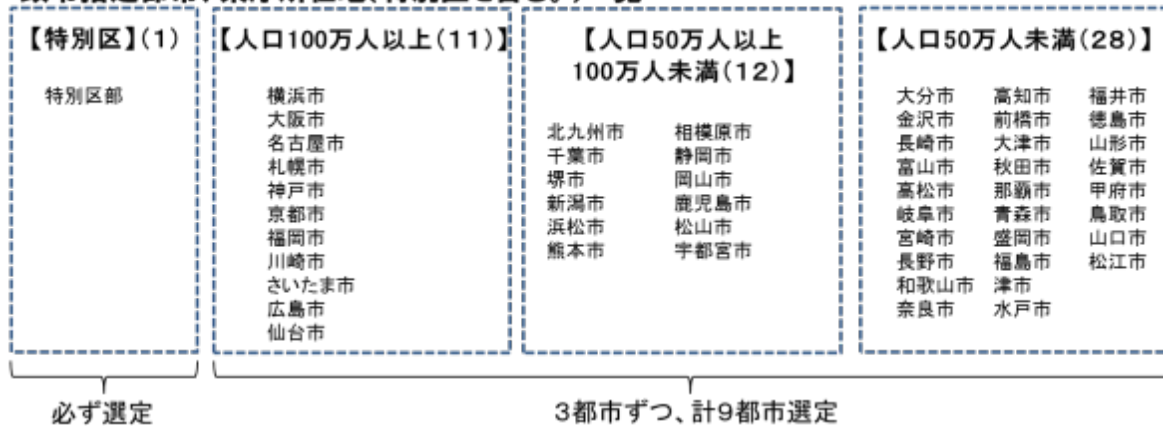 【特別区】(1)
特別区部
【人口100万人以上(11)】
横浜市
大阪市
名古屋市
札幌市
神戸市
京都市
福岡市
川崎市
さいたま市
広島市
仙台市
【人口50万人以上
100万人未満(12)】
北九州市 相模原市
千葉市 静岡市
堺市 岡山市
新潟市 鹿児島市
浜松市 松山市
熊本市 宇都宮市
【人口50万人未満(28)】
大分市 高知市 福井市
金沢市 前橋市 徳島市
長崎市 大津市 山形市
富山市 秋田市 佐賀市
高松市 那覇市 甲府市
岐阜市 青森市 鳥取市
宮崎市 盛岡市 山口市
長野市 福島市 松江市
和歌山市 津市
奈良市 水戸市
必ず選定
3都市ずつ、計9都市選定